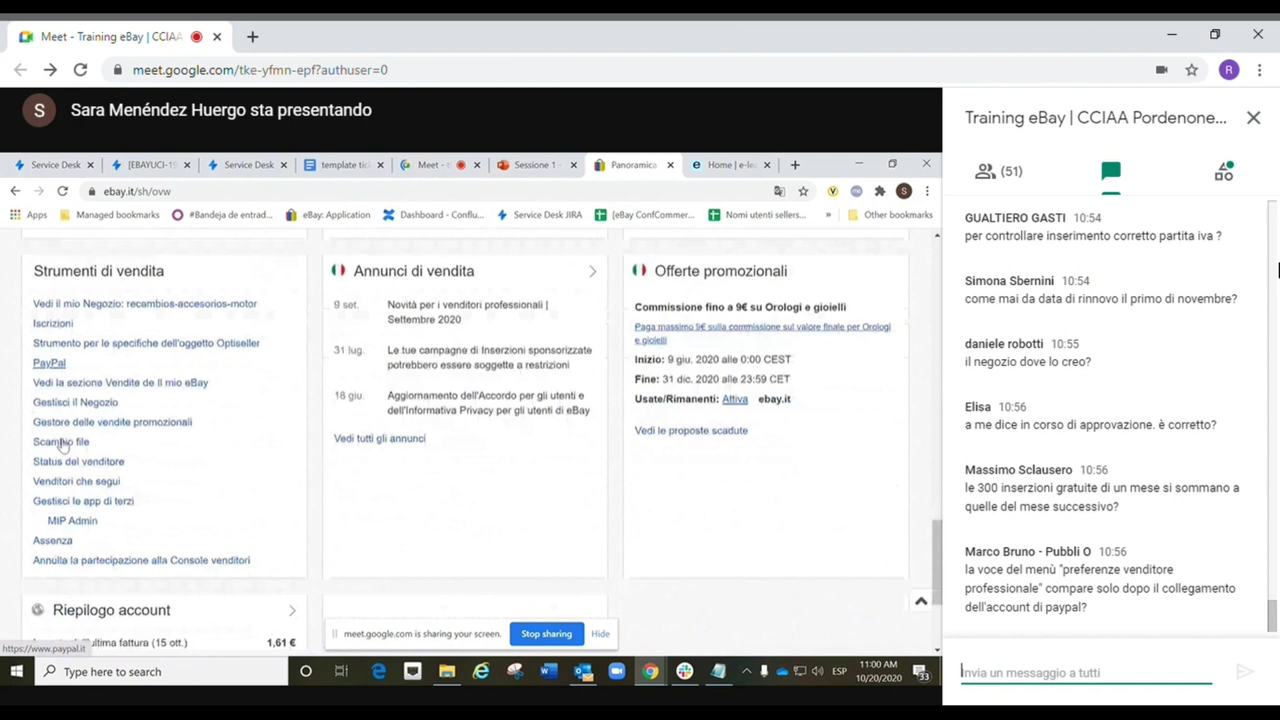 Meet - Training eBay | CCIAA
meet.google.com/tke-yfmn-epf?authuser=0
R
S
Sara Menéndez Huergo sta presentando
Service Desk
[EBAYUCI-19
Service Desk
template tic
Meet - t
Sessione 1 -
Panoramica
Home | e-lea
ebay.it/sh/ovw
S
Apps
Managed bookmarks
#Bandeja de entrad...
eBay: Application
Dashboard - Conflu...
Service Desk JIRA
[eBay ConfCommer...
Nomi utenti sellers...
»
Other bookmarks
Strumenti di vendita
Vedi il mio Negozio: recambios-accesorios-motor
Iscrizioni
Strumento per le specifiche dell'oggetto Optiseller
PayPal
Vedi la sezione Vendite de Il mio eBay
Gestisci il Negozio
Gestore delle vendite promozionali
Scambio file
Status del venditore
Venditori che segui
Gestisci le app di terzi
MIP Admin
Assenza
Annulla la partecipazione alla Console venditori
Annunci di vendita
9 set.
Novità per i venditori professionali |
Settembre 2020
31 lug.
Le tue campagne di Inserzioni sponsorizzate
potrebbero essere soggette a restrizioni
18 giu.
Aggiornamento dell'Accordo per gli utenti e
dell'Informativa Privacy per gli utenti di eBay
Vedi tutti gli annunci
Offerte promozionali
Commissione fino a 9€ su Orologi e gioielli
Paga massimo 5€ sulla commissione sul valore finale per Orologi
e gioielli
Inizio: 9 giu. 2020 alle 0:00 CEST
Fine: 31 dic. 2020 alle 23:59 CET
Usate/Rimanenti: Attiva ebay.it
Vedi le proposte scadute
Riepilogo account
l'ultima fattura (15 ott.)
1,61 €
https://www.paypal.it
meet.google.com is sharing your screen.
Stop sharing
Hide
Type here to search
ESP
11:00 AM
10/20/2020
33
Training eBay | CCIAA Pordenone...
(51)
GUALTIERO GASTI 10:54
per controllare inserimento corretto partita iva ?
Simona Sbernini 10:54
come mai da data di rinnovo il primo di novembre?
daniele robotti 10:55
il negozio dove lo creo?
Elisa 10:56
a me dice in corso di approvazione. è corretto?
Massimo Sclausero 10:56
le 300 inserzioni gratuite di un mese si sommano a
quelle del mese successivo?
Marco Bruno - Pubbli O 10:56
la voce del menù "preferenze venditore
professionale" compare solo dopo il collegamento
dell'account di paypal?
Invia un messaggio a tutti